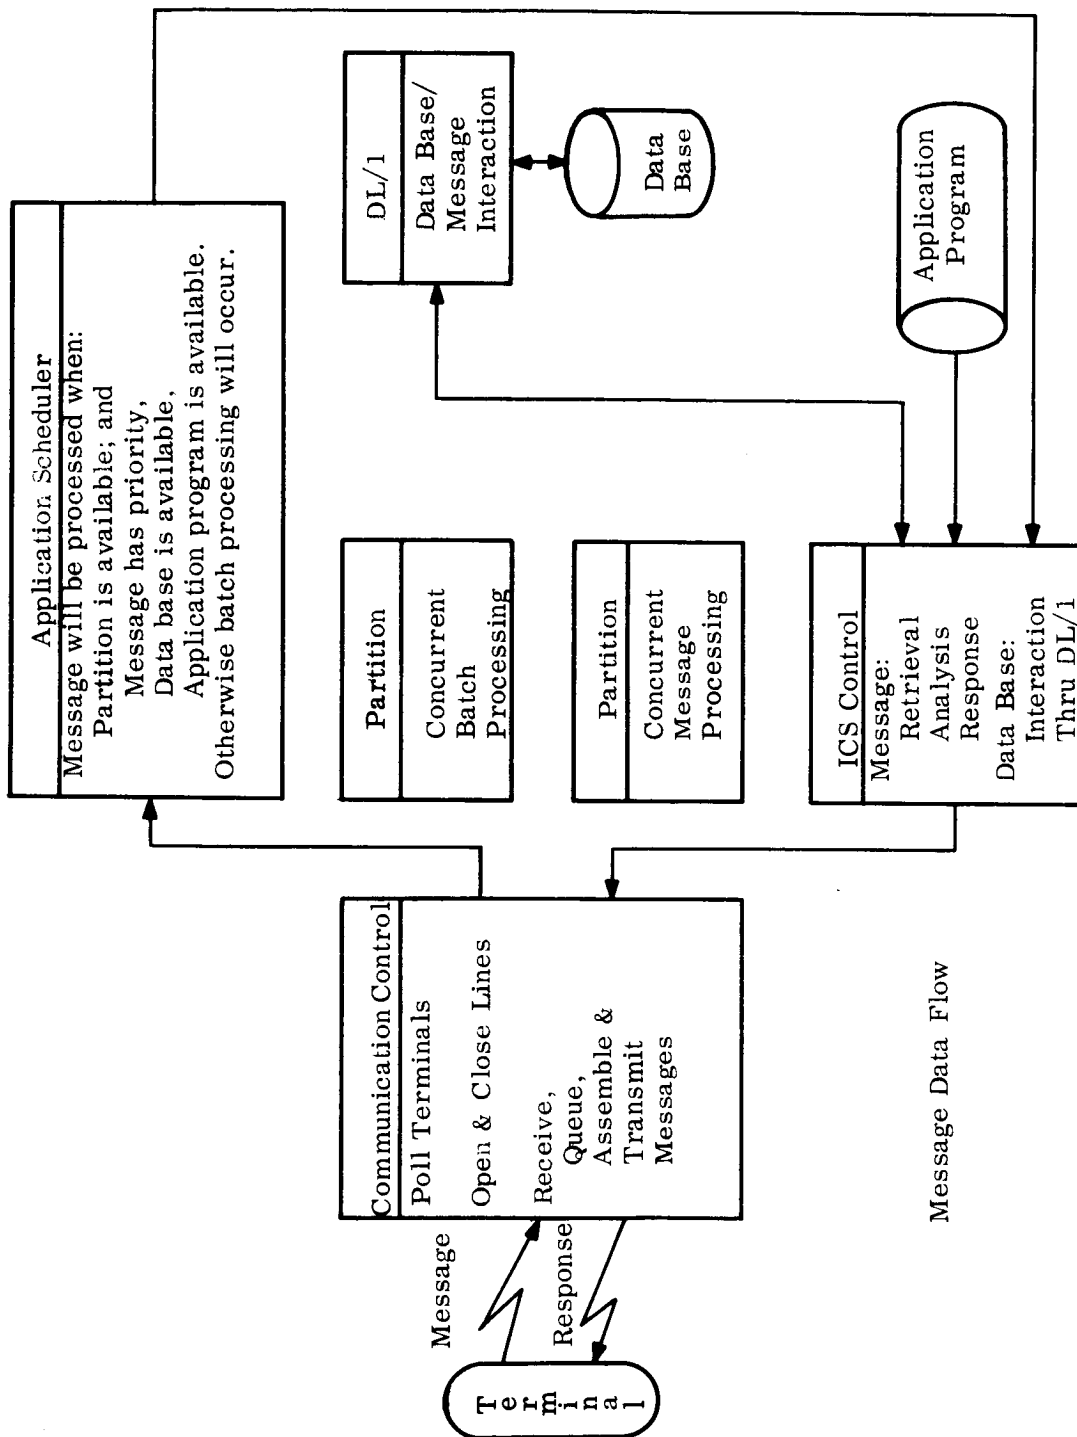 Application Scheduler
Message will be processed when:
Partition is available; and
Message has priority,
Data base is available,
Application program is available.
Otherwise batch processing will occur.
Communication Control
Poll Terminals
Open & Close Lines
Receive,
Queue,
Assemble &
Transmit
Messages
Message
Response
Terminal
Partition
Concurrent
Batch
Processing
Partition
Concurrent
Message
Processing
DL/1
Data Base/
Message
Interaction
Data
Base
ICS Control
Message:
Retrieval
Analysis
Response
Data Base:
Interaction
Thru DL/1
Application
Program
Message Data Flow